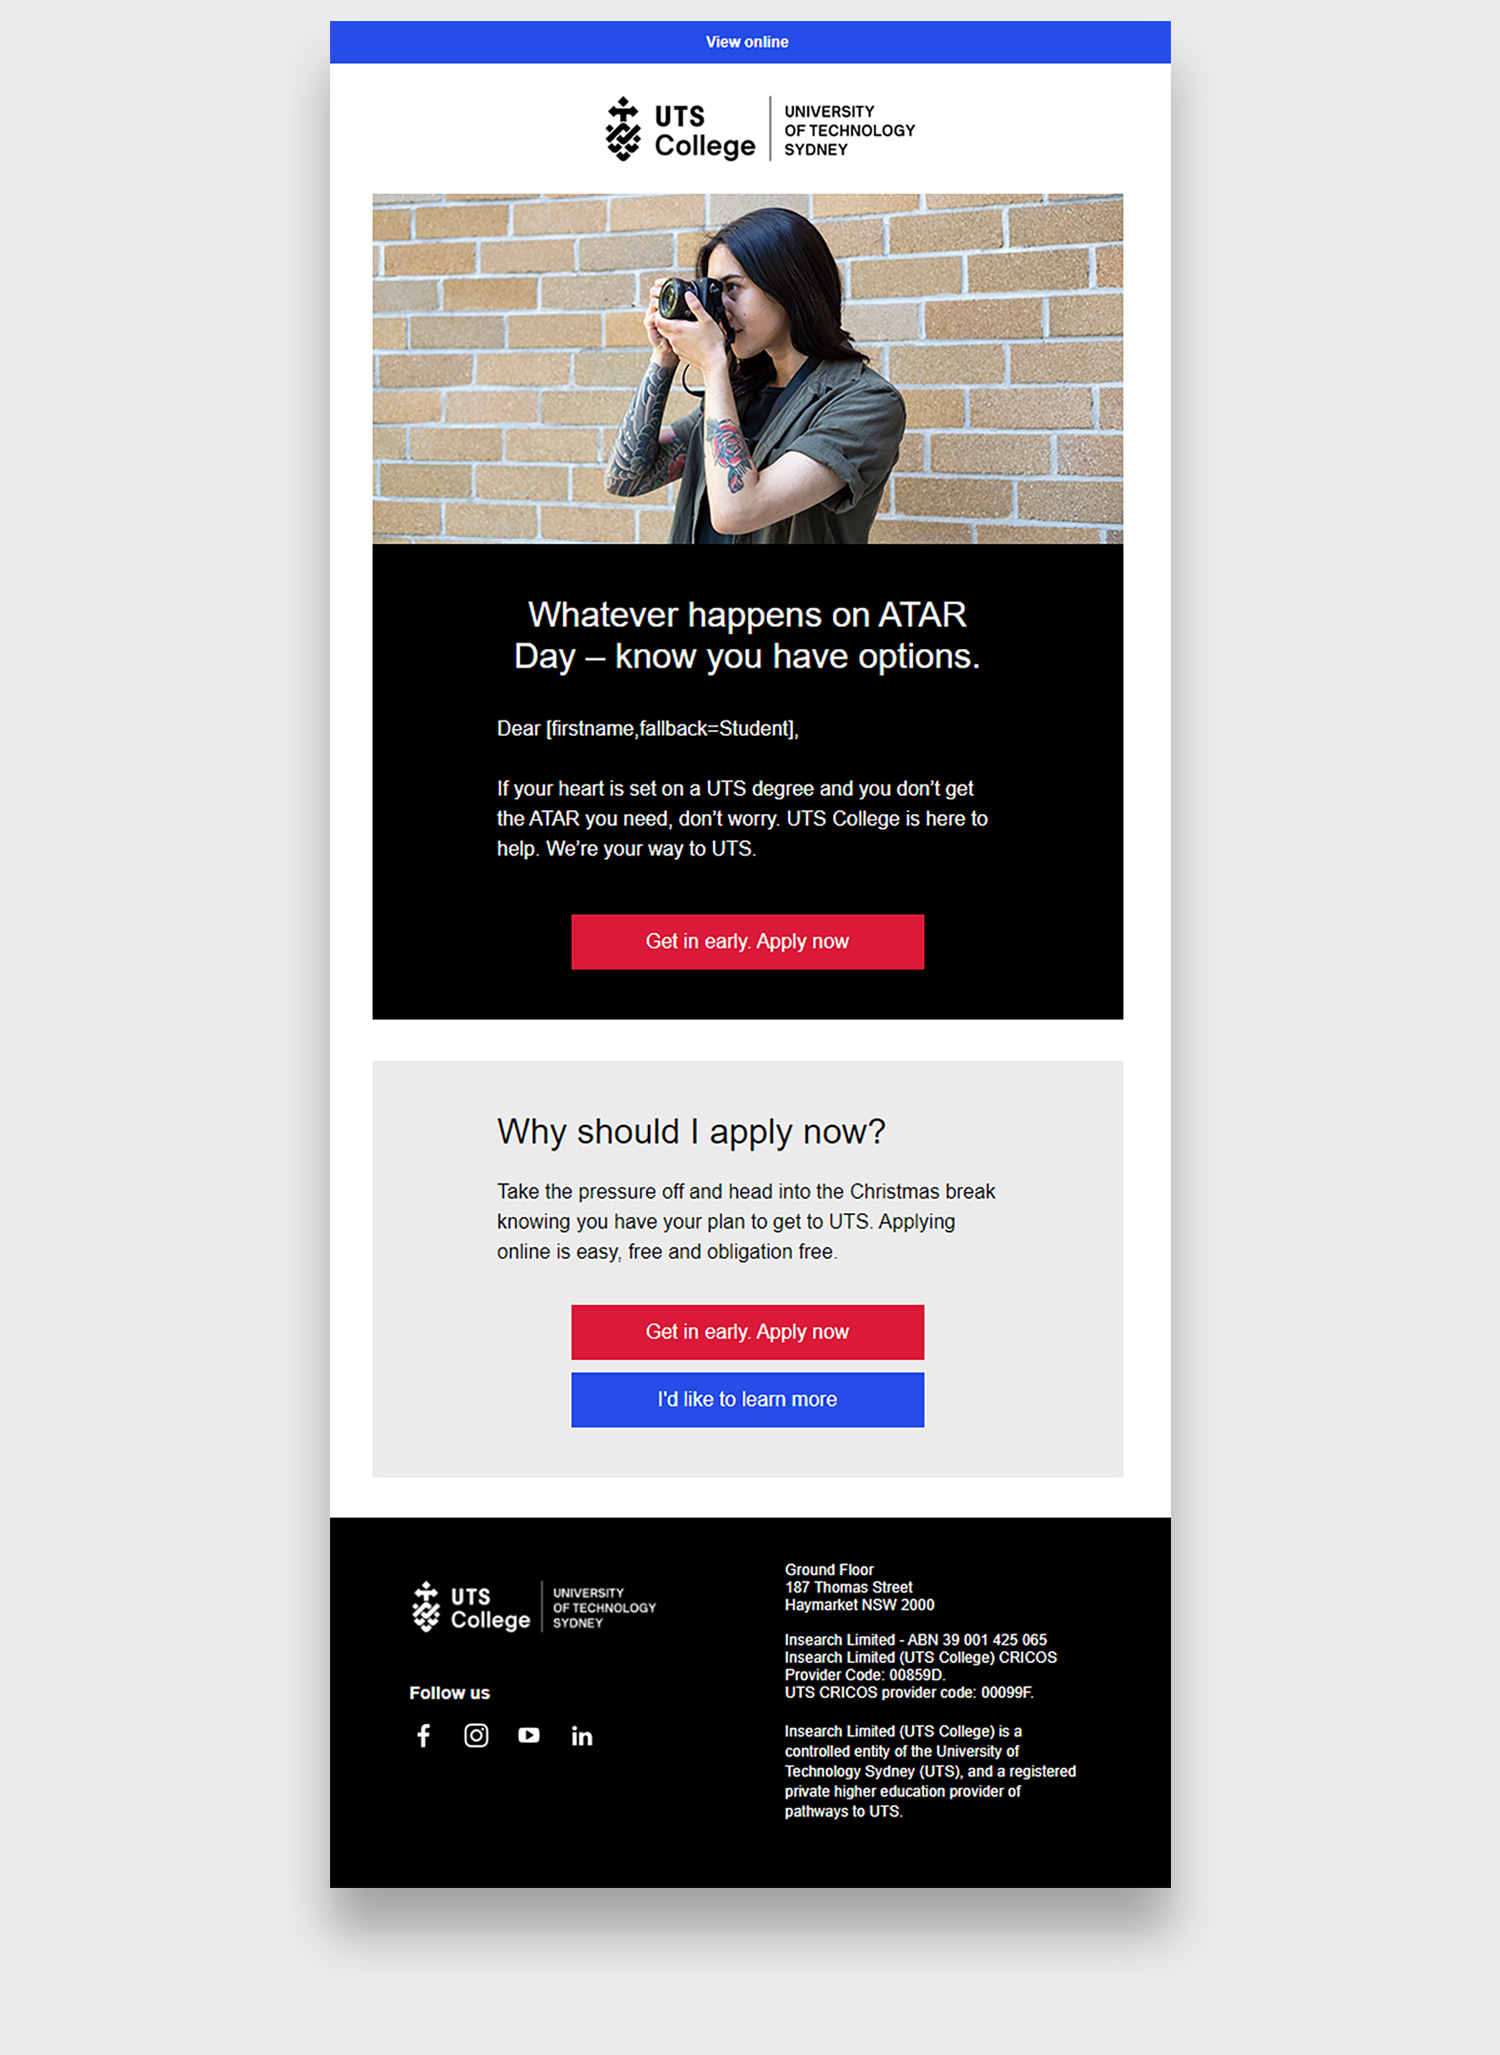 View online
UTS
College
UNIVERSITY
OF TECHNOLOGY
SYDNEY
Whatever happens on ATAR
Day – know you have options.
Dear [firstname,fallback=Student],
If your heart is set on a UTS degree and you don’t get
the ATAR you need, don’t worry. UTS College is here to
help. We’re your way to UTS.
Get in early. Apply now
Why should I apply now?
Take the pressure off and head into the Christmas break
knowing you have your plan to get to UTS. Applying
online is easy, free and obligation free.
Get in early. Apply now
I'd like to learn more
UTS
College
UNIVERSITY
OF TECHNOLOGY
SYDNEY
Follow us
Ground Floor
187 Thomas Street
Haymarket NSW 2000
Insearch Limited - ABN 39 001 425 065
Insearch Limited (UTS College) CRICOS
Provider Code: 00859D.
UTS CRICOS provider code: 00099F.
Insearch Limited (UTS College) is a
controlled entity of the University of
Technology Sydney (UTS), and a registered
private higher education provider of
pathways to UTS.